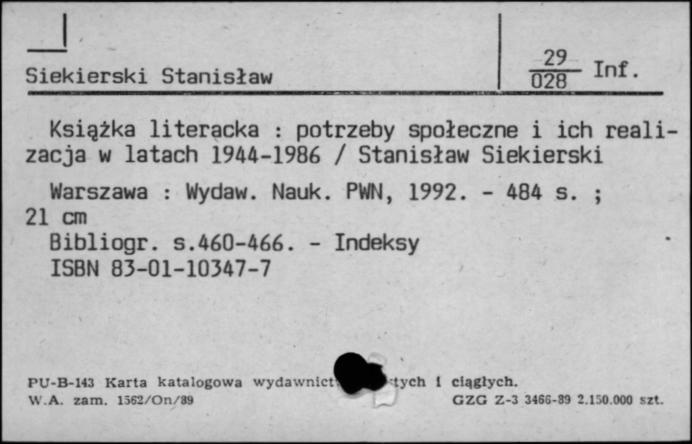 29
Siekierski Stanisław 028 Inf.
Książka literacka : potrzeby społeczne i ich reali-
zacja w latach 1944-1986 / Stanisław Siekierski
Warszawa : Wydaw. Nauk. PWN, 1992. - 484 s. ;
21 cm
Bibliogr. s.460-466. - Indeksy
ISBN 83-01-10347-7
PU-B-143 Karta katalogowa i ciągłych.
W.A. zam. 1562/On/89 GZG Z-3 3466-89 2.150.000 szt.